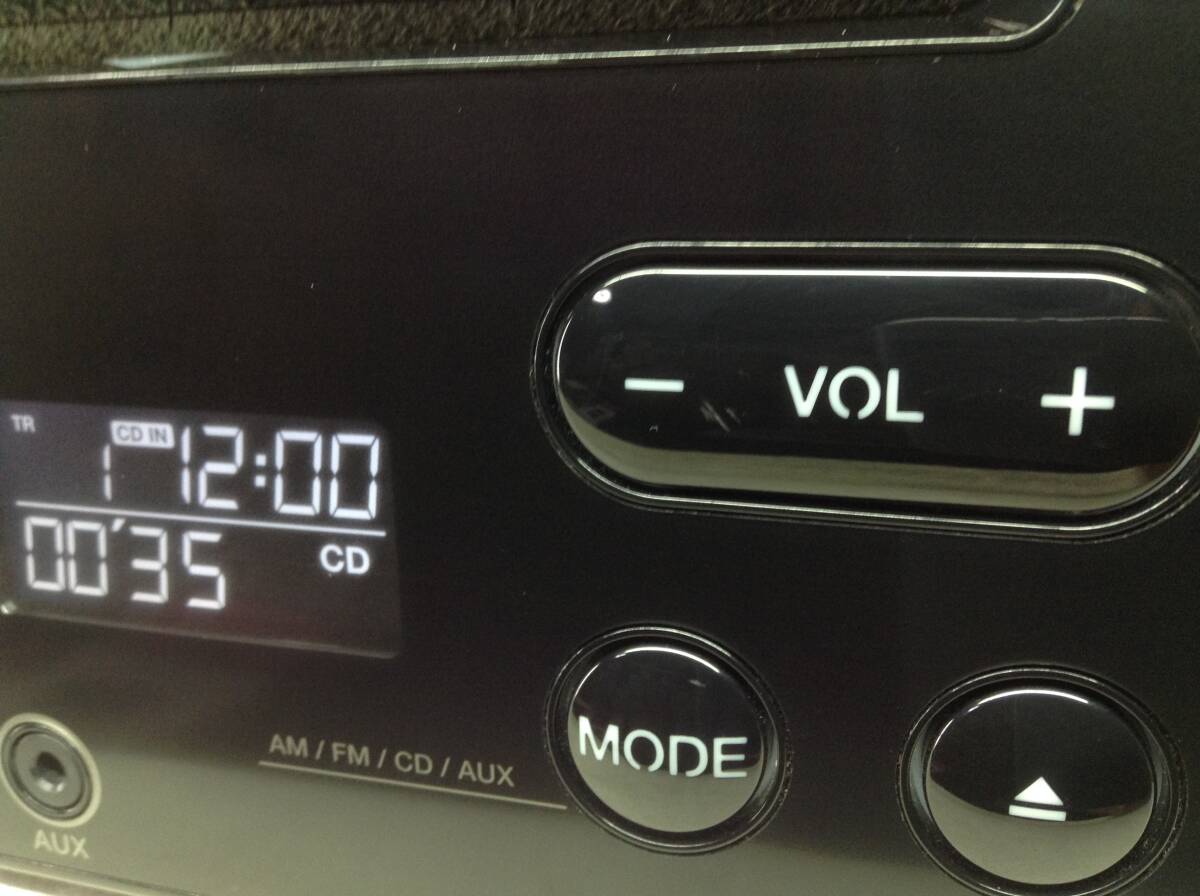 TR 1 CD IN 12:00
00'35 CD
− VOL +
AM / FM / CD / AUX
MODE
AUX